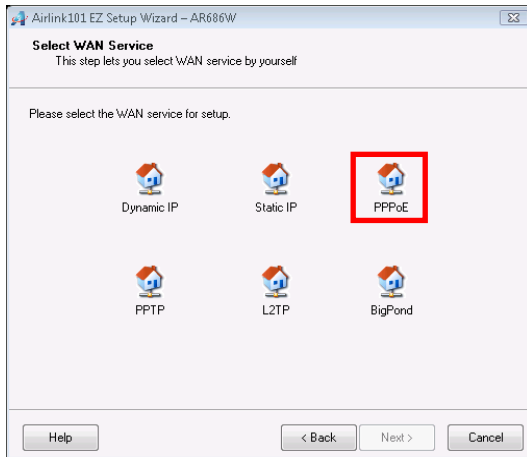 Airlink101 EZ Setup Wizard – AR686W
Select WAN Service
This step lets you select WAN service by yourself
Please select the WAN service for setup.
Dynamic IP Static IP PPPoE
PPTP L2TP BigPond
Help < Back Next > Cancel